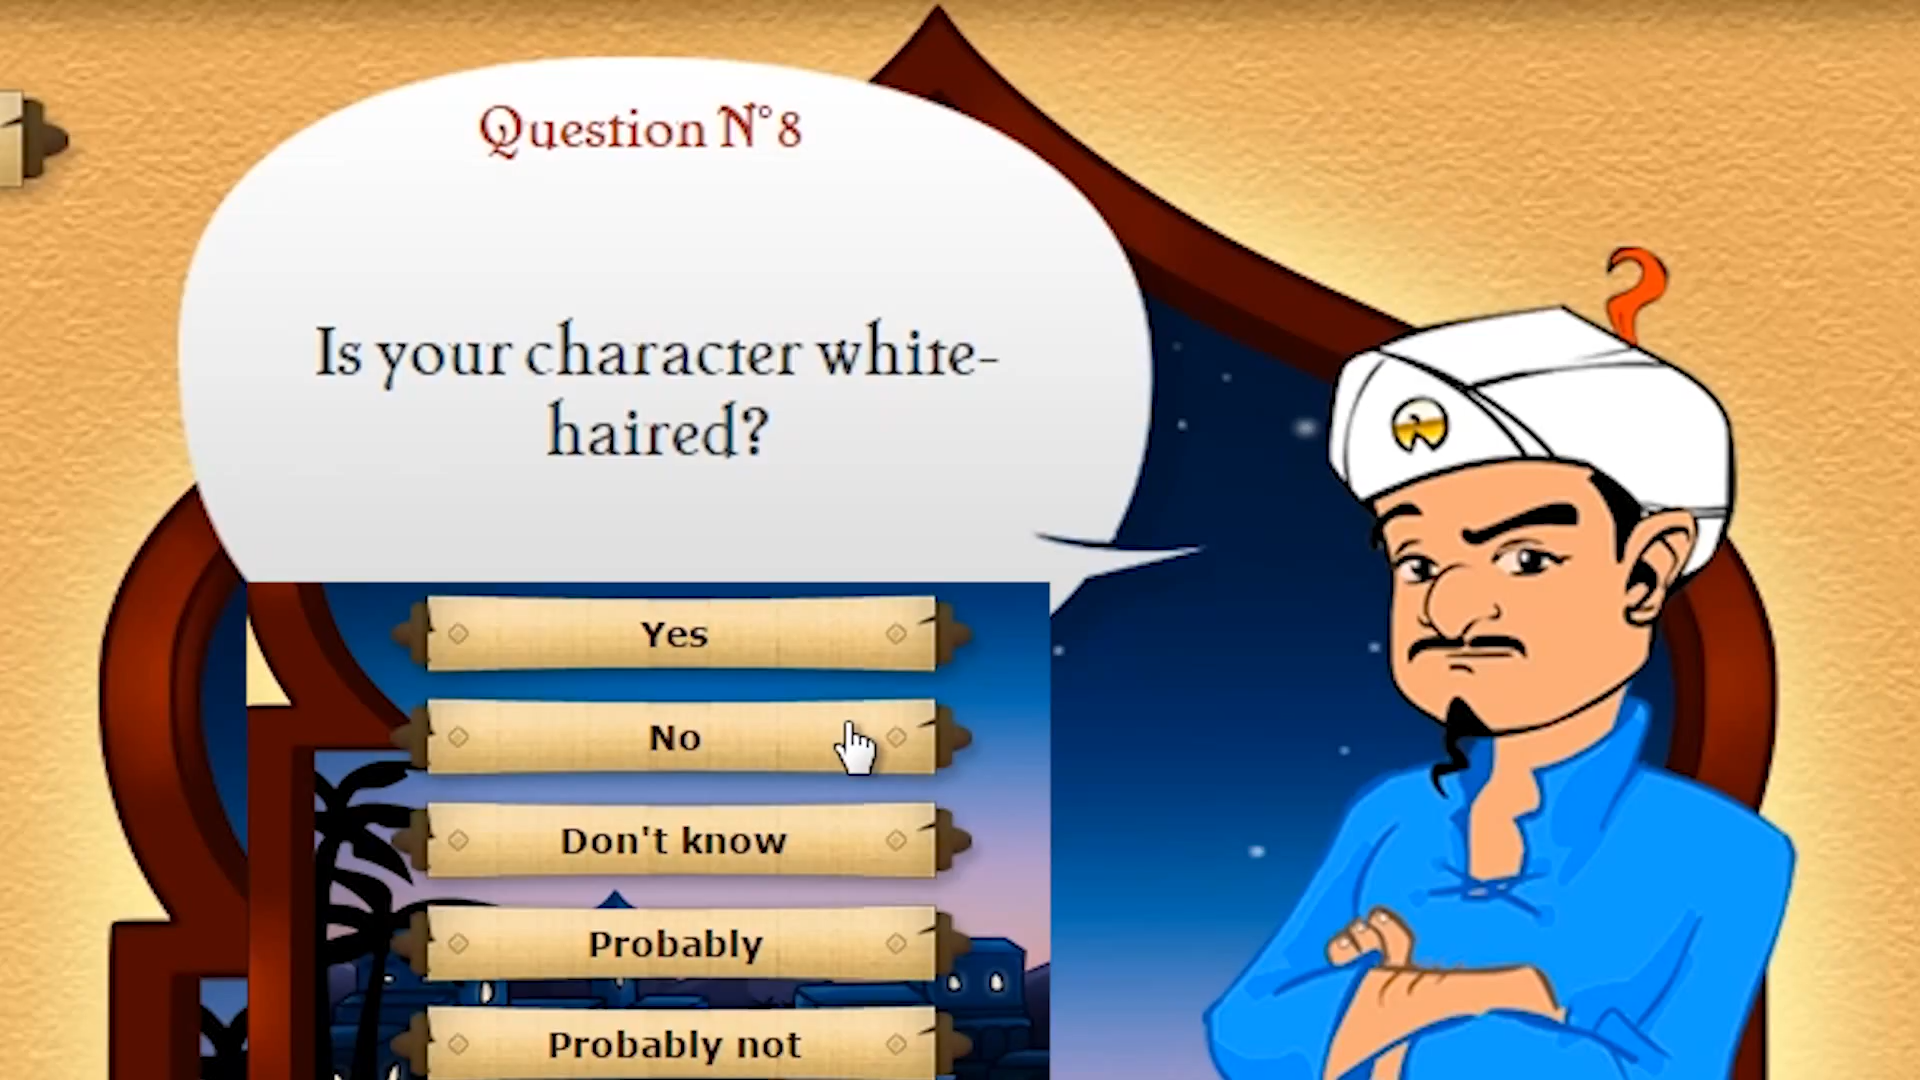 Question N°8
Is your character white-
haired?
Yes
No
Don't know
Probably
Probably not